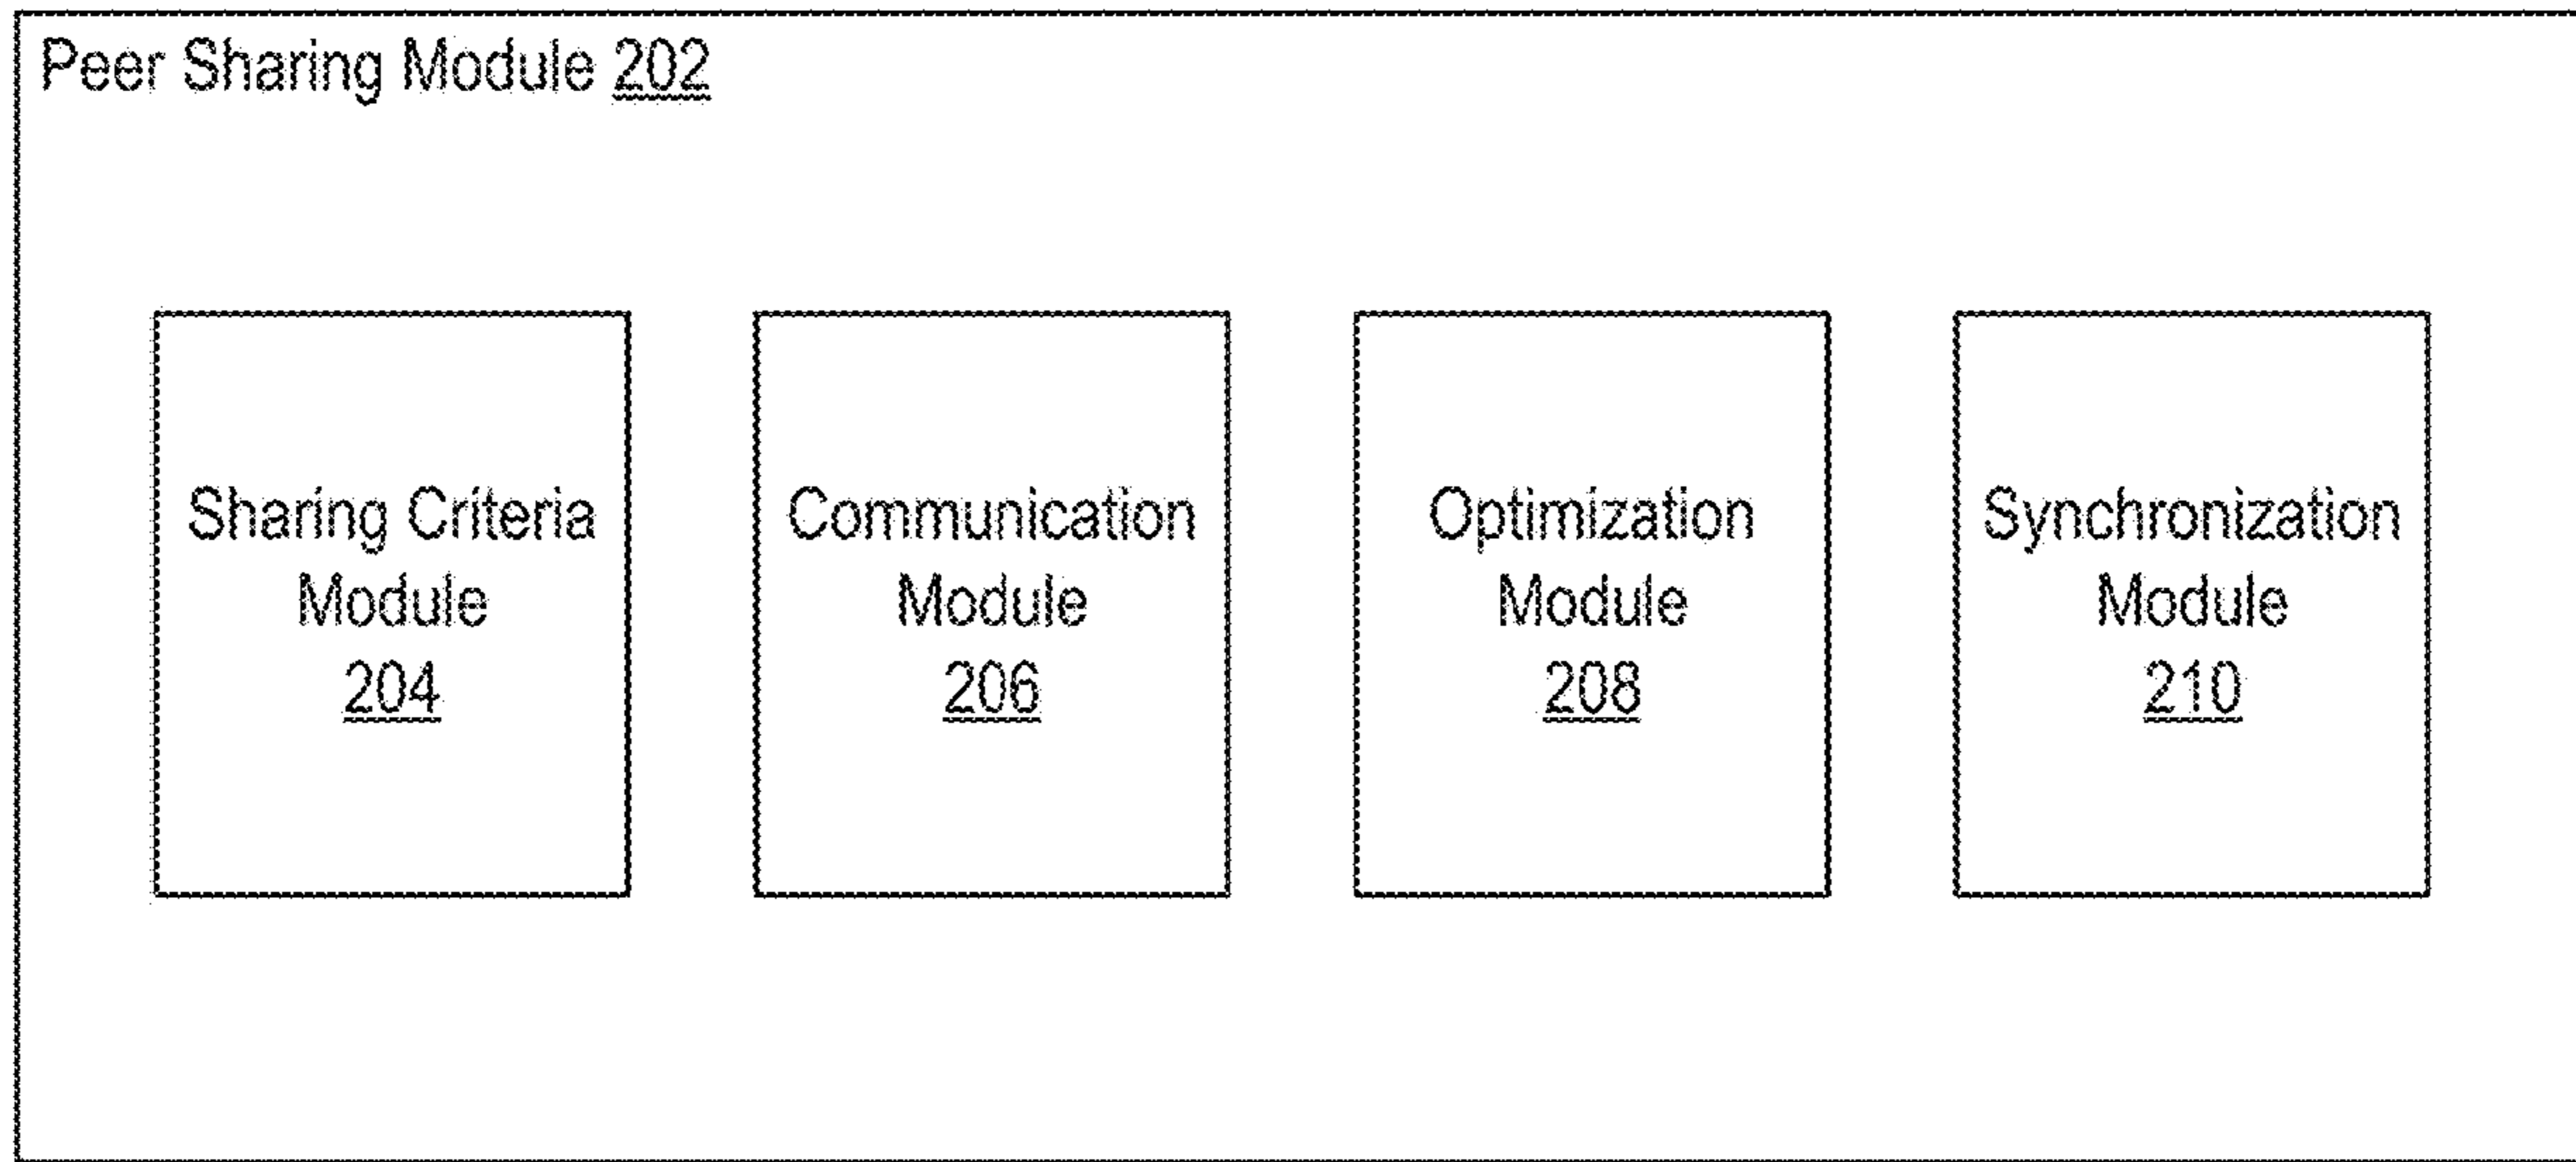 Peer Sharing Module 202
Sharing Criteria
Module
204
Communication
Module
206
Optimization
Module
208
Synchronization
Module
210